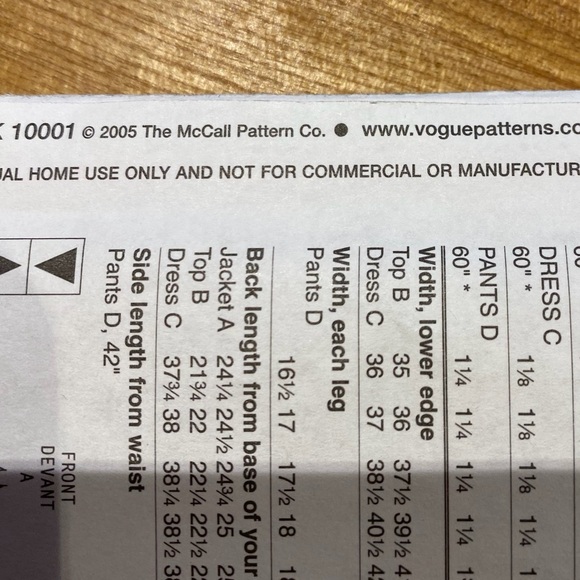 10001 © 2005 The McCall Pattern Co. ● www.voguepatterns.co
HOME USE ONLY AND NOT FOR COMMERCIAL OR MANUFACTUR
DRESS C
60" * 1⅛ 1⅛ 1⅛ 1¼
PANTS D
60" * 1¼ 1¼ 1¼ 1¼
Width, lower edge
Top B 35 36 37½ 39½
Dress C 36 37 38½ 40½
Width, each leg
Pants D
16½ 17 17½ 18
Back length from base of your
Jacket A 24¼ 24½ 24¾ 25
Top B 21¾ 22 22¼ 22½
Dress C 37¾ 38 38¼ 38½
Side length from waist
Pants D, 42"
FRONT
DEVANT
A